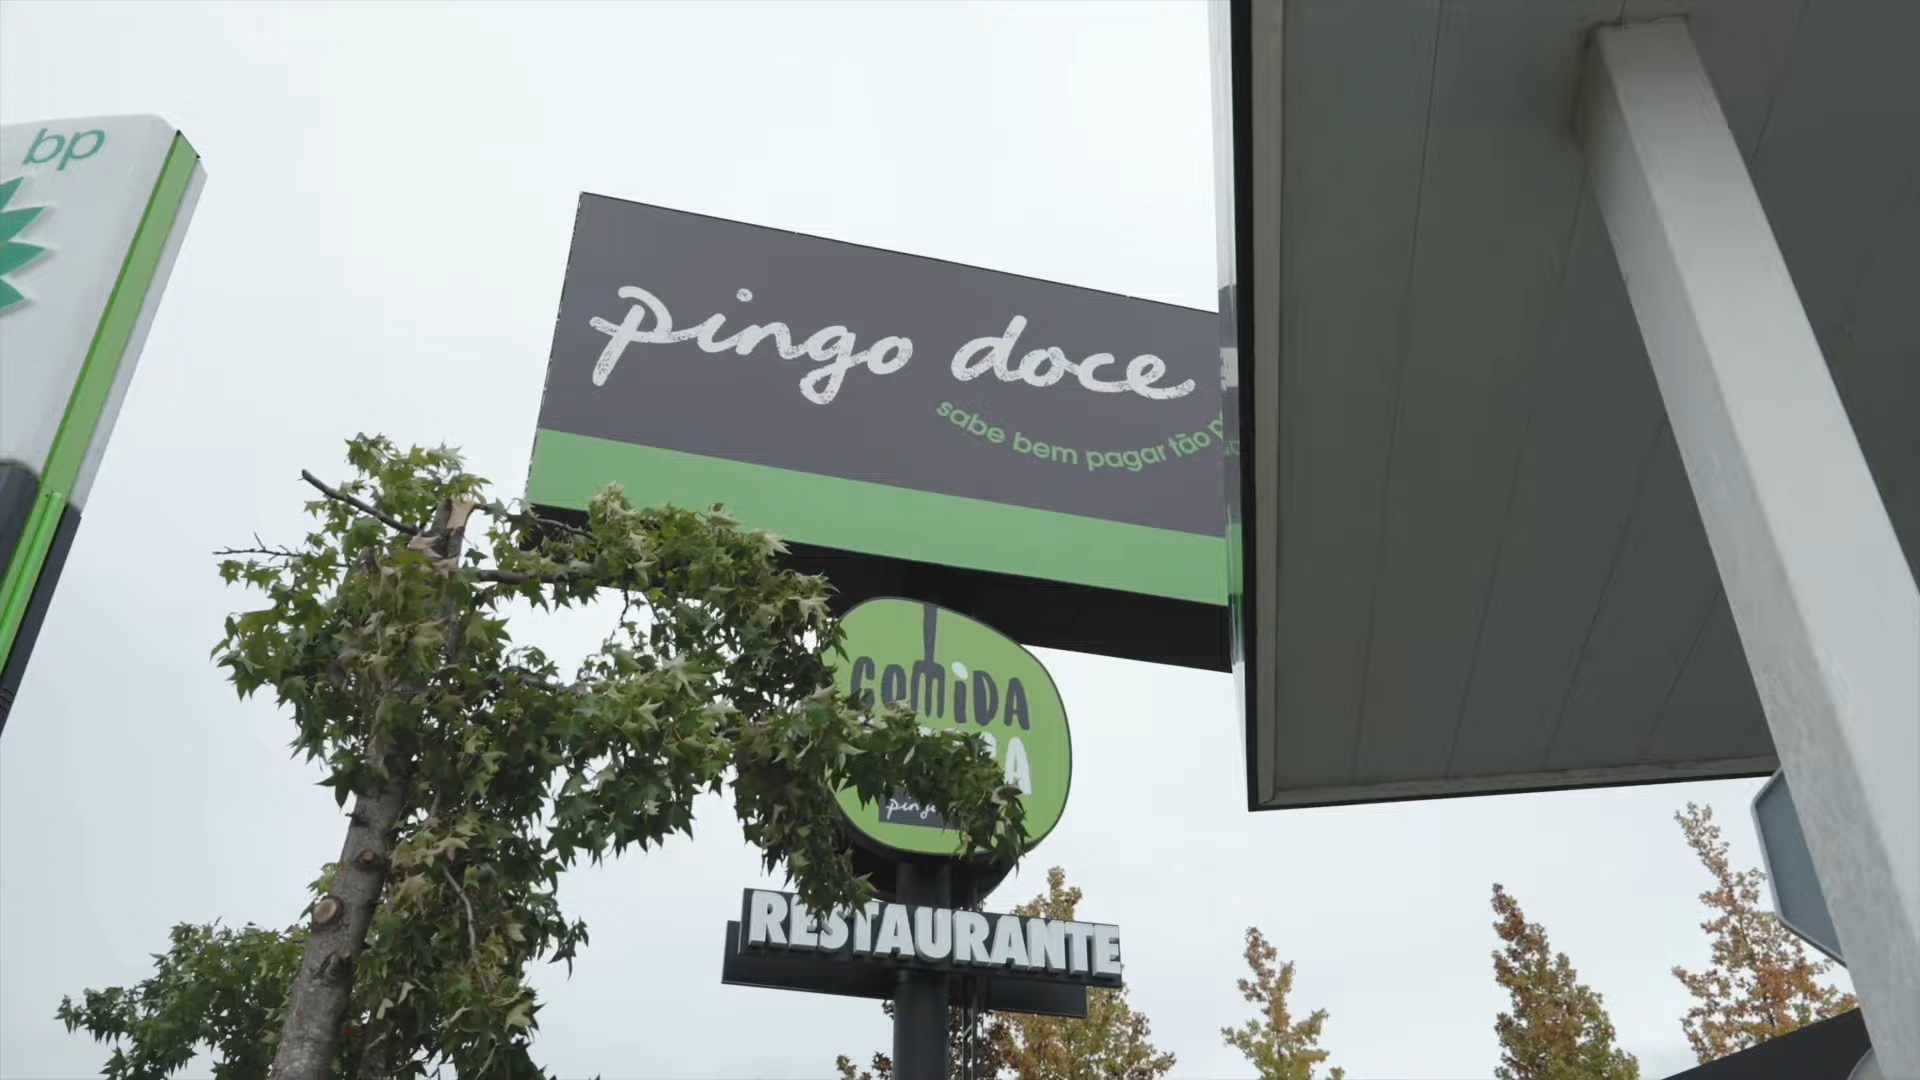 bp
pingo doce
sabe bem pagar tão
COMIDA
RESTAURANTE